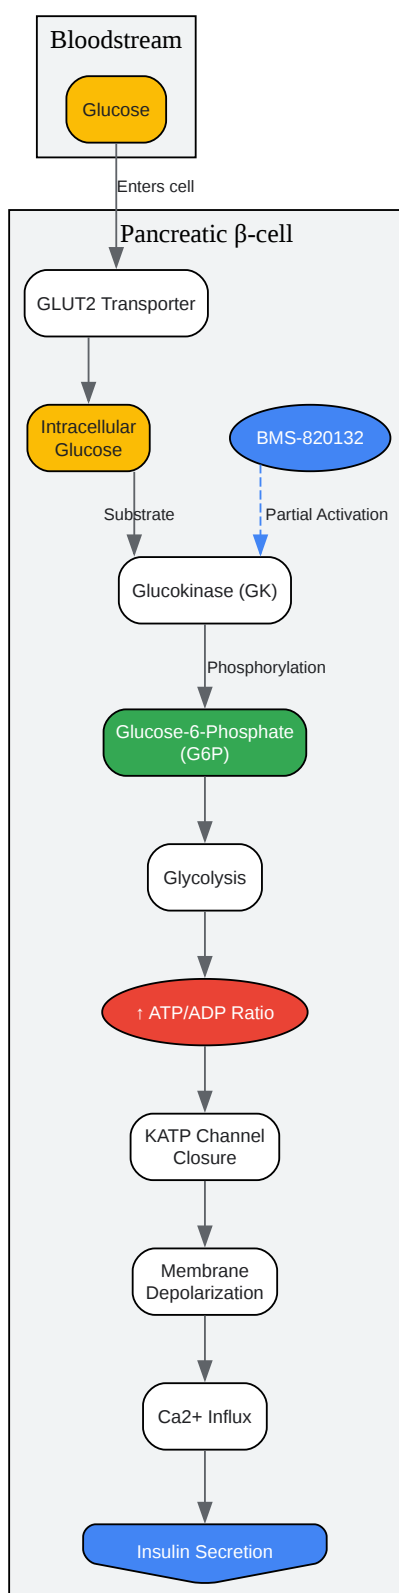 Bloodstream
Glucose
Enters cell
Pancreatic β-cell
GLUT2 Transporter
Intracellular
Glucose
BMS-820132
Substrate
Partial Activation
Glucokinase (GK)
Phosphorylation
Glucose-6-Phosphate
(G6P)
Glycolysis
↑ ATP/ADP Ratio
KATP Channel
Closure
Membrane
Depolarization
Ca2+ Influx
Insulin Secretion